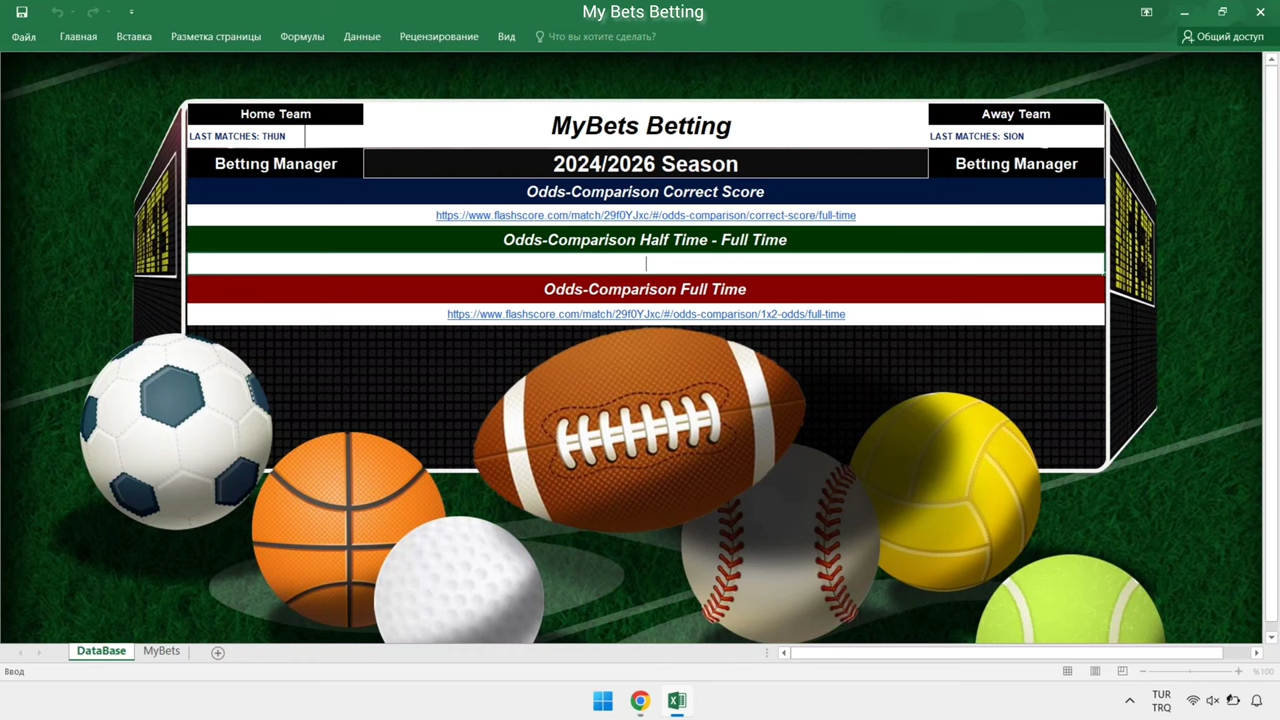 My Bets Betting
Файл Главная Вставка Разметка страницы Формулы Данные Рецензирование Вид Что вы хотите сделать? Общий доступ
Home Team MyBets Betting Away Team
LAST MATCHES: THUN LAST MATCHES: SION
Bettıng Manager 2024/2026 Season Bettıng Manager
Odds-Comparison Correct Score
https://www.flashscore.com/match/29f0YJxc/#/odds-comparison/correct-score/full-time
Odds-Comparison Half Time - Full Time
Odds-Comparison Full Time
https://www.flashscore.com/match/29f0YJxc/#/odds-comparison/1x2-odds/full-time
DataBase MyBets
Ввод %100
TUR
TRQ